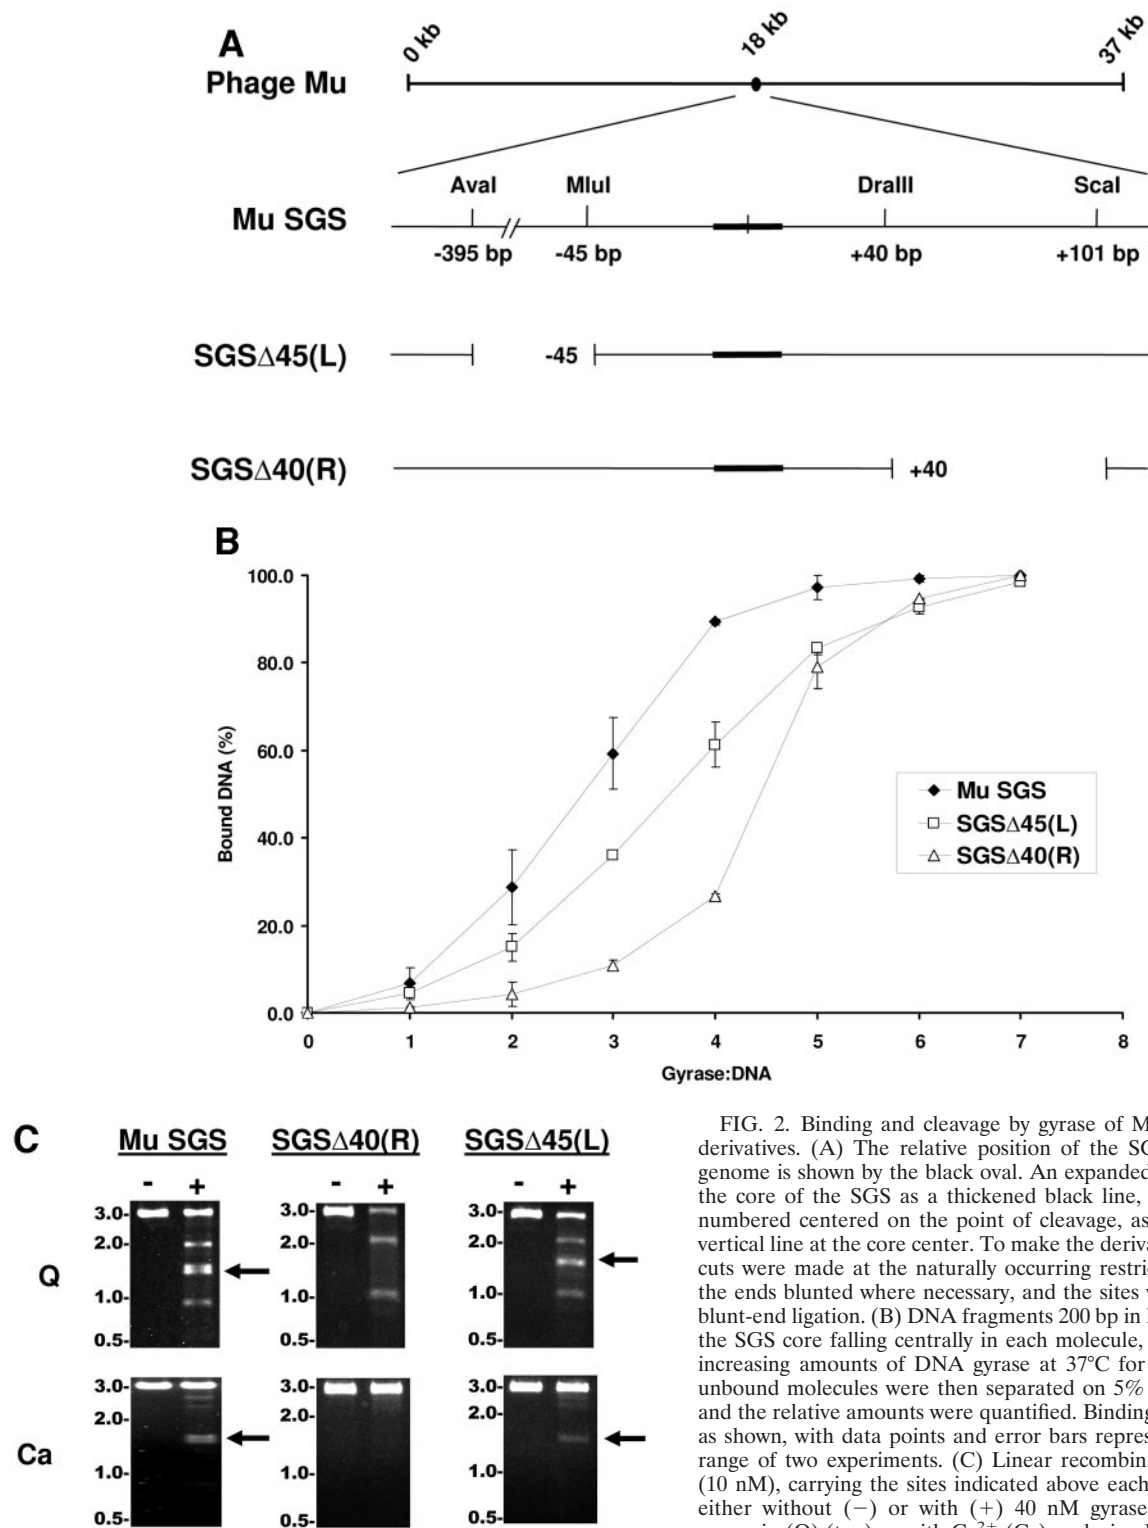 A
0 kb
18 kb
37 kb
Phage Mu
AvaI
MluI
DraIII
ScaI
Mu SGS
-395 bp
-45 bp
+40 bp
+101 bp
SGSΔ45(L)
-45
SGSΔ40(R)
+40
B
100.0
80.0
60.0
40.0
20.0
0.0
Bound DNA (%)
0 1 2 3 4 5 6 7 8
Gyrase:DNA
Mu SGS
SGSΔ45(L)
SGSΔ40(R)
C
Mu SGS
SGSΔ40(R)
SGSΔ45(L)
- +
- +
- +
Q
3.0-
2.0-
1.0-
0.5-
3.0-
2.0-
1.0-
0.5-
3.0-
2.0-
1.0-
0.5-
Ca
3.0-
2.0-
1.0-
0.5-
3.0-
2.0-
1.0-
0.5-
3.0-
2.0-
1.0-
0.5-
FIG. 2. Binding and cleavage by gyrase of M
derivatives. (A) The relative position of the SG
genome is shown by the black oval. An expanded
the core of the SGS as a thickened black line,
numbered centered on the point of cleavage, as
vertical line at the core center. To make the deriva
cuts were made at the naturally occurring restric
the ends blunted where necessary, and the sites
blunt-end ligation. (B) DNA fragments 200 bp in
the SGS core falling centrally in each molecule,
increasing amounts of DNA gyrase at 37°C for
unbound molecules were then separated on 5%
and the relative amounts were quantified. Binding
as shown, with data points and error bars repres
range of two experiments. (C) Linear recombin
(10 nM), carrying the sites indicated above each
either without (−) or with (+) 40 nM gyrase